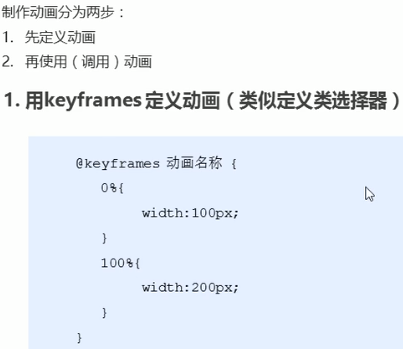 制作动画分为两步：
1. 先定义动画
2. 再使用（调用）动画
1. 用keyframes 定义动画（类似定义类选择器）
@keyframes 动画名称 {
0%{
width:100px;
}
100%{
width:200px;
}
}